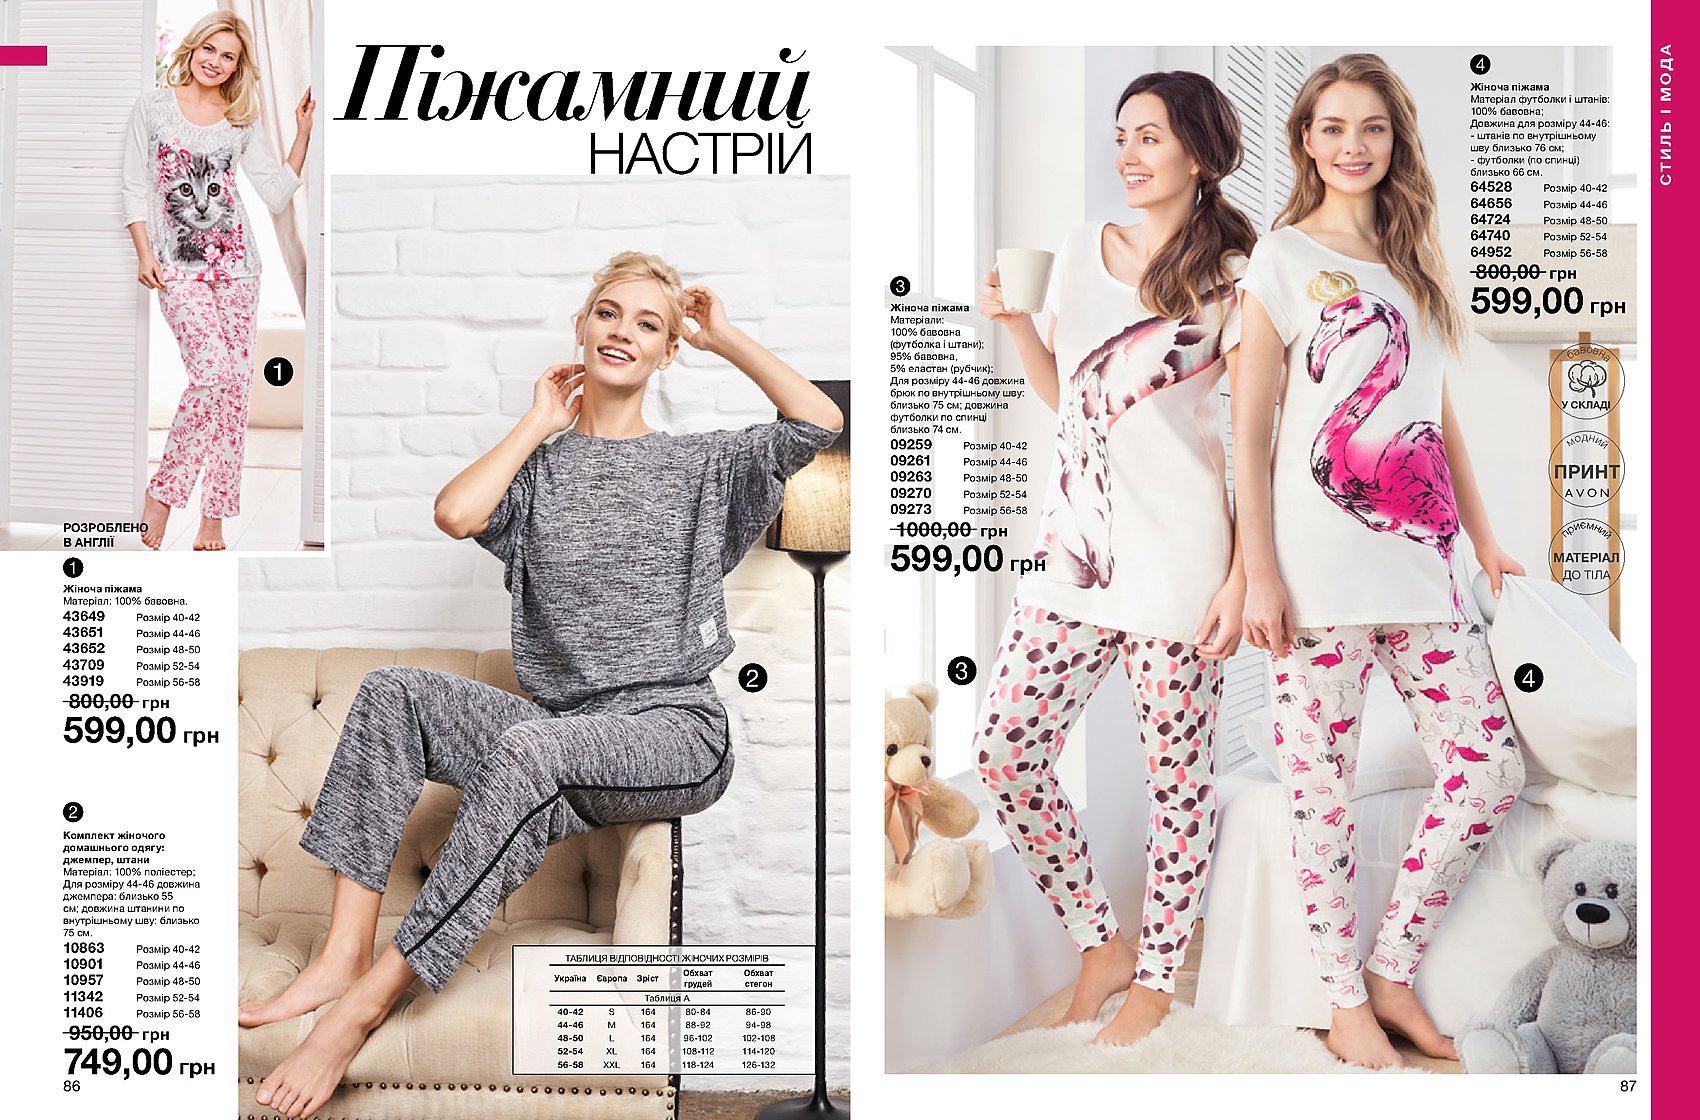 Піжамний
НАСТРІЙ
1
РОЗРОБЛЕНО
В АНГЛІЇ
1
Жіноча піжама
Матеріал: 100% бавовна.
43649 Розмір 40-42
43651 Розмір 44-46
43652 Розмір 48-50
43709 Розмір 52-54
43919 Розмір 56-58
800,00 грн
599,00 грн
2
Комплект жіночого
домашнього одягу:
джемпер, штани
Матеріал: 100% поліестер;
Для розміру 44-46 довжина
джемпера: близько 55
см; довжина штанини по
внутрішньому шву: близько
75 см.
10863 Розмір 40-42
10901 Розмір 44-46
10957 Розмір 48-50
11342 Розмір 52-54
11406 Розмір 56-58
950,00 грн
749,00 грн
86
2
ТАБЛИЦЯ ВІДПОВІДНОСТІ ЖІНОЧИХ РОЗМІРІВ
Україна Європа Зріст Обхват грудей Обхват стегон
Таблиця А
40-42 S 164 80-84 86-90
44-46 M 164 88-92 94-98
48-50 L 164 96-102 102-108
52-54 XL 164 108-112 114-120
56-58 XXL 164 118-124 126-132
3
Жіноча піжама
Матеріали:
100% бавовна
(футболка і штани);
95% бавовна,
5% еластан (рубчик);
Для розміру 44-46 довжина
брюк по внутрішньому шву:
близько 75 см; довжина
футболки по спинці
близько 74 см.
09259 Розмір 40-42
09261 Розмір 44-46
09263 Розмір 48-50
09270 Розмір 52-54
09273 Розмір 56-58
1000,00 грн
599,00 грн
3
4
Жіноча піжама
Матеріал футболки і штанів:
100% бавовна;
Довжина для розміру 44-46:
- штанів по внутрішньому
шву близько 76 см;
- футболки (по спинці)
близько 66 см.
64528 Розмір 40-42
64656 Розмір 44-46
64724 Розмір 48-50
64740 Розмір 52-54
64952 Розмір 56-58
800,00 грн
599,00 грн
бавовна
У СКЛАДІ
МОДНИЙ
ПРИНТ
AVON
ПРИЄМНИЙ
МАТЕРІАЛ
ДО ТІЛА
4
СТИЛЬ І МОДА
87